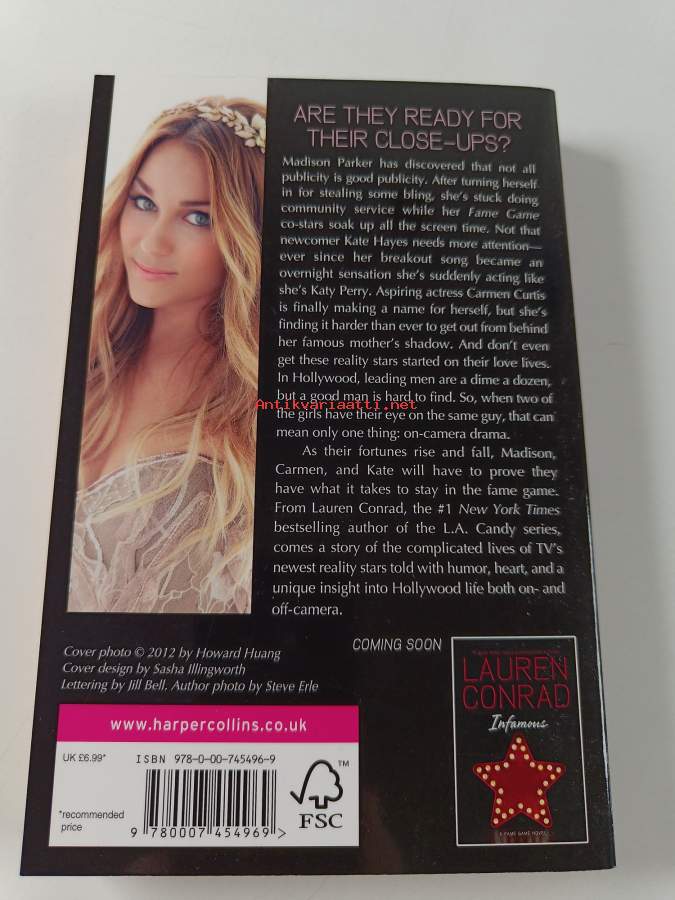 ARE THEY READY FOR
THEIR CLOSE-UPS?
Madison Parker has discovered that not all
publicity is good publicity. After turning herself
in for stealing some bling, she's stuck doing
community service while her Fame Game
co-stars soak up all the screen time. Not that
newcomer Kate Hayes needs more attention—
ever since her breakout song became an
overnight sensation she's suddenly acting like
she's Katy Perry. Aspiring actress Carmen Curtis
is finally making a name for herself, but she's
finding it harder than ever to get out from behind
her famous mother's shadow. And don't even
get these reality stars started on their love lives.
In Hollywood, leading men are a dime a dozen,
but a good man is hard to find. So, when two of
Antikvariaatti.net
the girls have their eye on the same guy, that can
mean only one thing: on-camera drama.
As their fortunes rise and fall, Madison,
Carmen, and Kate will have to prove they
have what it takes to stay in the fame game.
From Lauren Conrad, the #1 New York Times
bestselling author of the L.A. Candy series,
comes a story of the complicated lives of TV's
newest reality stars told with humor, heart, and a
unique insight into Hollywood life both on- and
off-camera.
COMING SOON
LAUREN
CONRAD
Infamous
A FAME GAME NOVEL
Cover photo © 2012 by Howard Huang
Cover design by Sasha Illingworth
Lettering by Jill Bell. Author photo by Steve Erle
www.harpercollins.co.uk
UK £6.99*
ISBN 978-0-00-745496-9
*recommended
price
9 780007 454969 >
TM
FSC